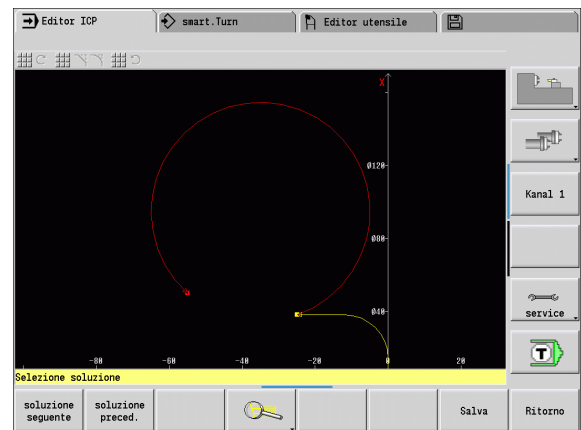 Editor ICP
smart.Turn
Editor utensile
X
Ø120
Ø80
Ø40
-80 -60 -40 -20 0 20
Kanal 1
service
T
Selezione soluzione
soluzione seguente
soluzione preced.
Salva
Ritorno